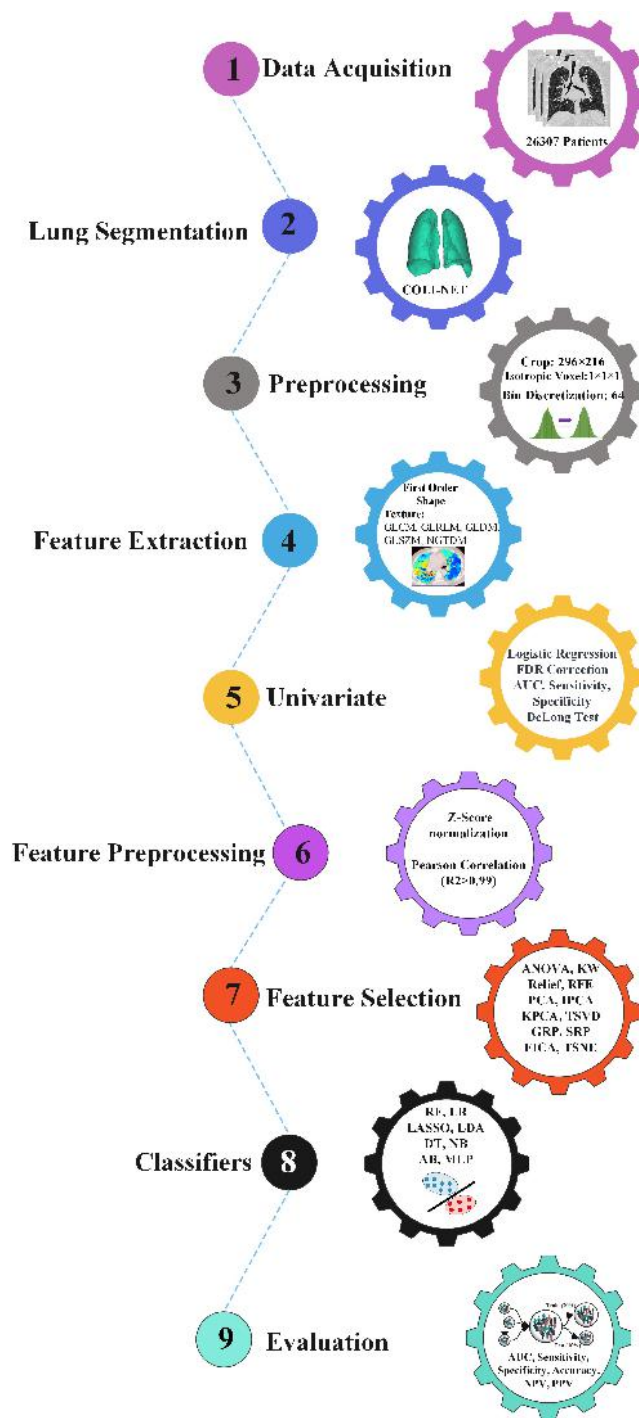 1 Data Acquisition
26307 Patients
Lung Segmentation 2
COLI-NET
3 Preprocessing
Crop: 296×216
Isotropic Voxel:1×1×1
Bin Discretization: 64
Feature Extraction 4
First Order
Shape
Texture:
GLCM, GLRLM, GLDM,
GLSZM, NGTDM
5 Univariate
Logistic Regression
FDR Correction
AUC, Sensitivity,
Specificity
DeLong Test
Feature Preprocessing 6
Z-Score
normalization
Pearson Correlation
(R2>0.99)
7 Feature Selection
ANOVA, KW
Relief, RFE
PCA, IPCA
KPCA, TSVD
GRP, SRP
FICA, TSNE
Classifiers 8
RF, LR
LASSO, LDA
DT, NB
AB, MLP
9 Evaluation
AUC, Sensitivity,
Specificity, Accuracy,
NPV, PPV